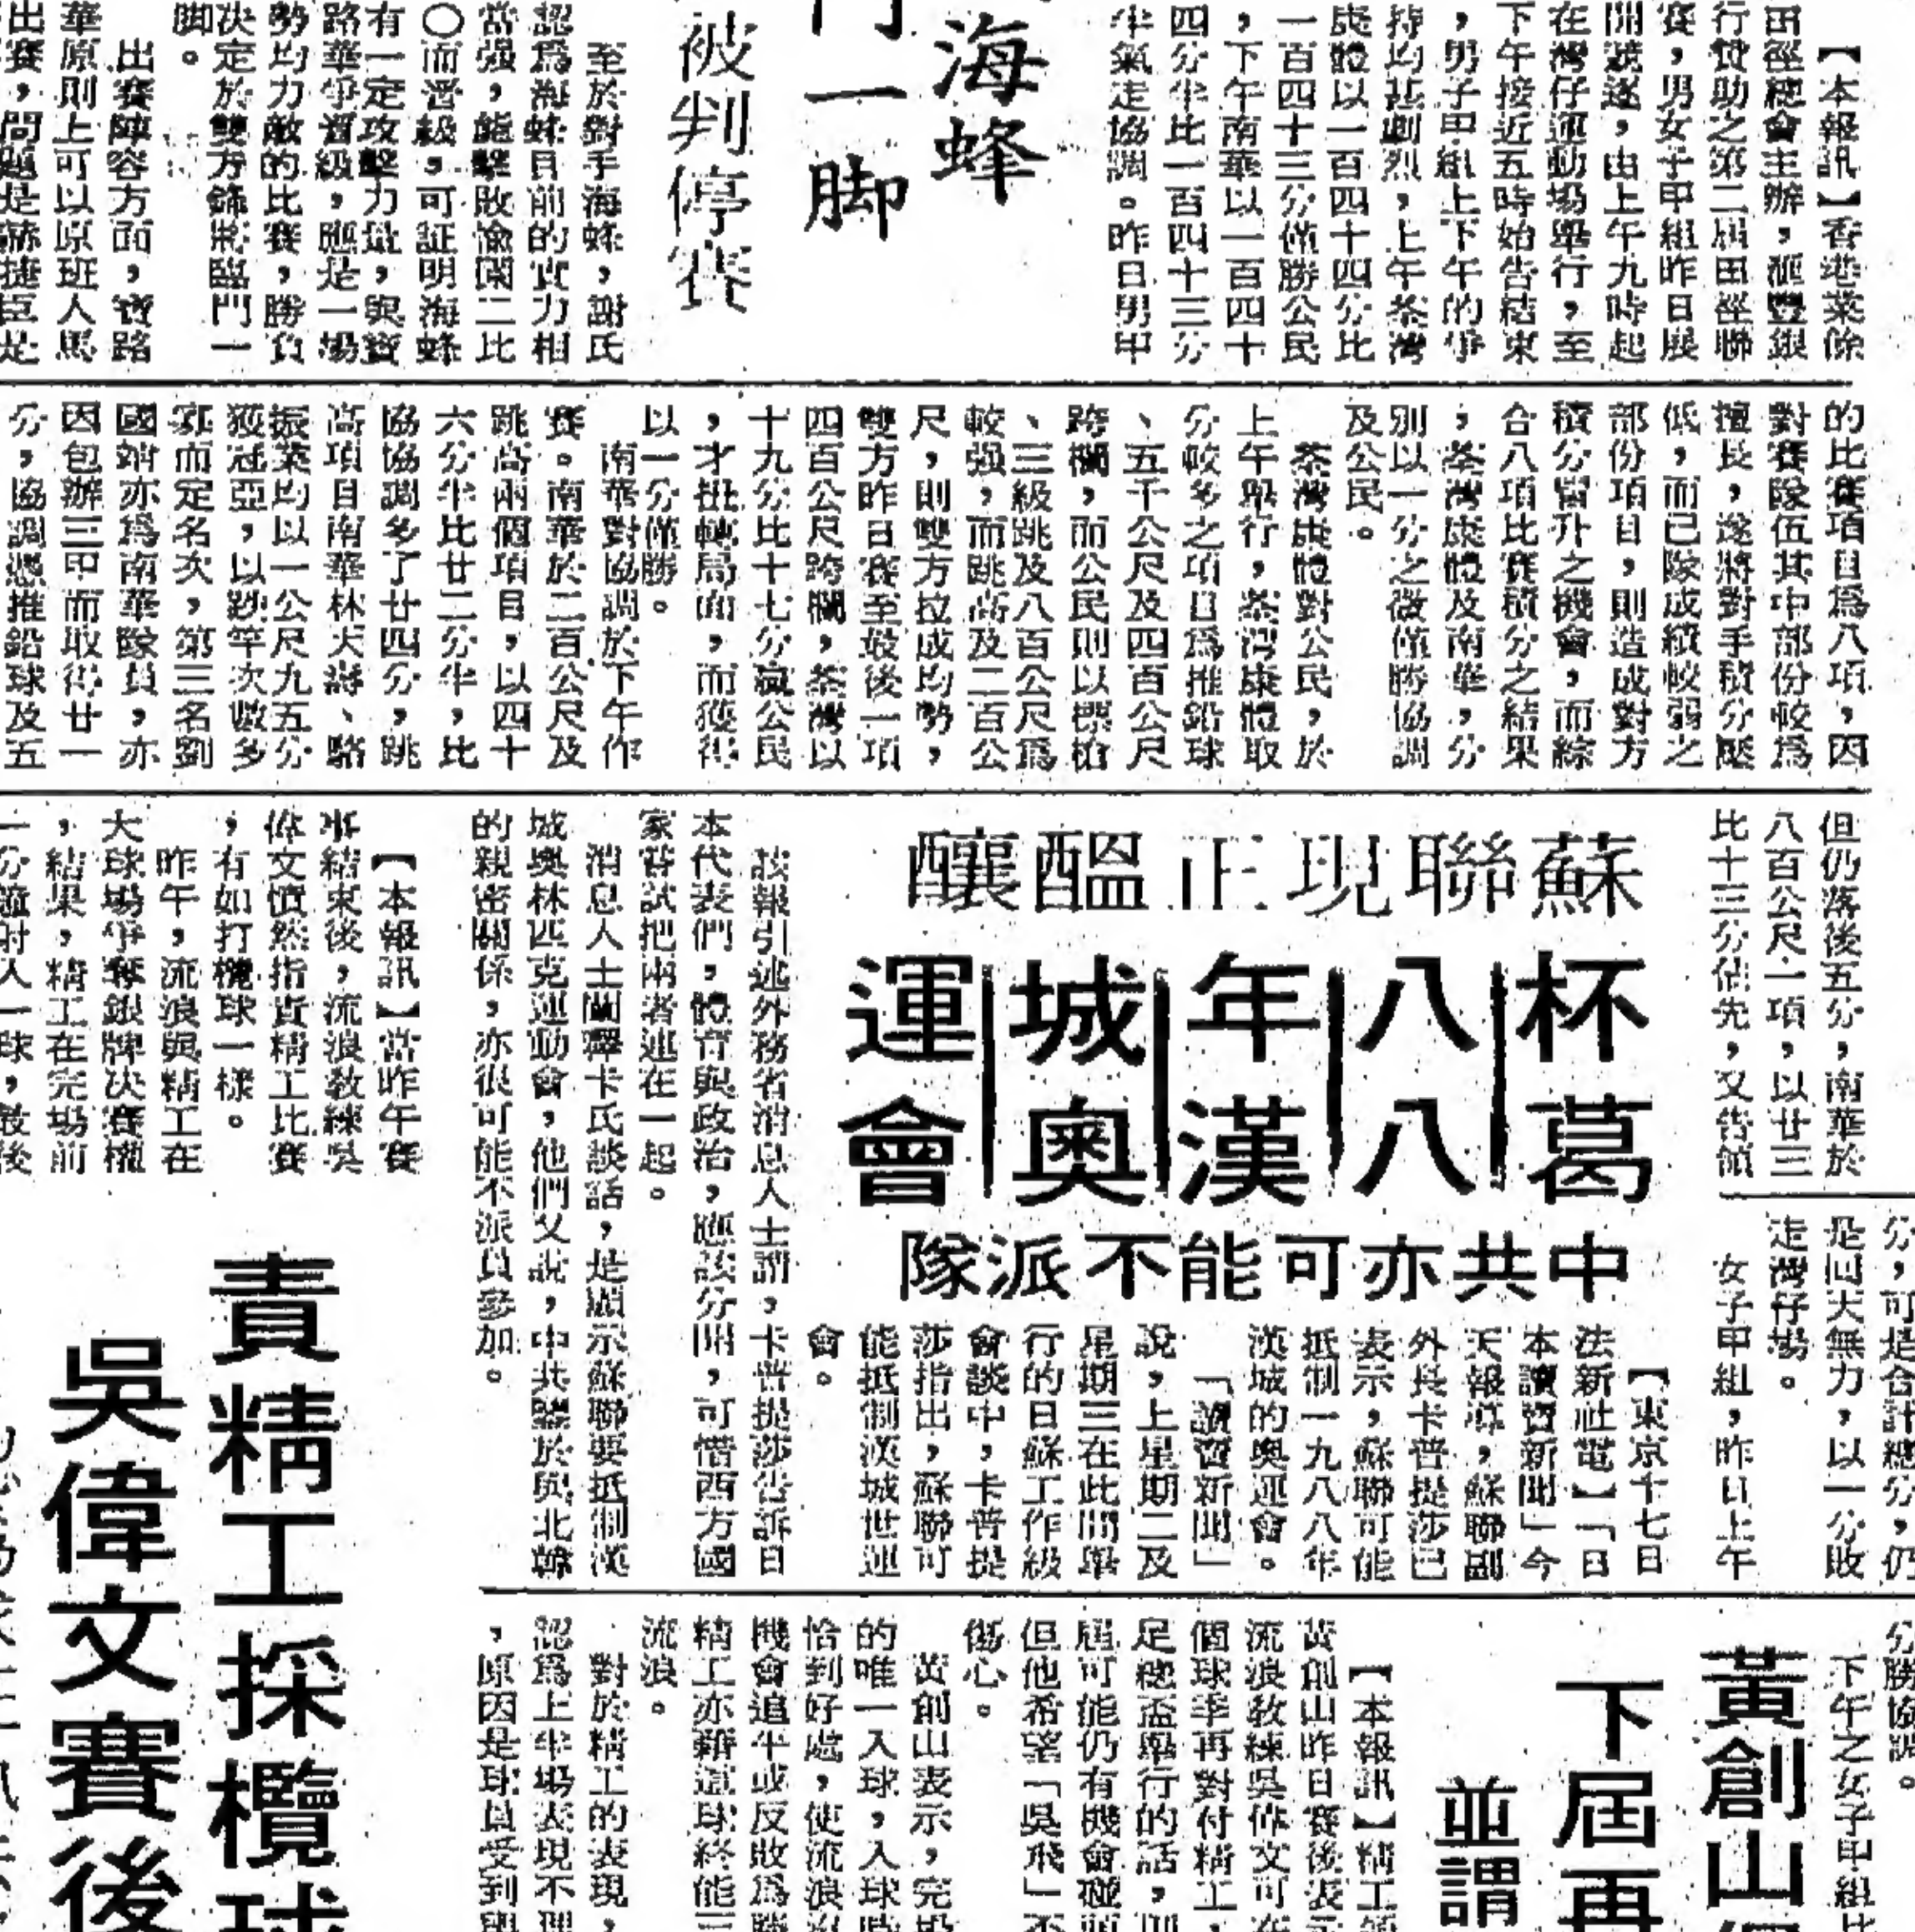 【本報訊】香港業餘
田徑總會主辦，滙豐銀
行贊助之第二屆田徑聯
賽，男女子甲組昨日展
開競逐，由上午九時起
在灣仔運動場舉行，至
下午接近五時始告結束
，男子甲組上下午的爭
持均甚劇烈，上午荃灣
康體以一百四十四分比
一百四十三分僅勝公民
，下午南華以一百四十
四分半比一百四十三分
半氣走協調。昨日男甲
海蜂
門一脚
被判停賽
至於對手海蜂，謝氏
認爲海蜂目前的實力相
當强，能擊敗愉園二比
〇而晋級，可証明海蜂
有一定攻擊力量，與寶
路華爭晋級，應是一場
勢均力敵的比賽，勝負
决定於雙方鋒將臨門一
脚。
出賽陣容方面，寶路
華原則上可以原班人馬
出賽，問題是赫捷臣是
的比賽項目爲八項，因
對賽隊伍其中部份較爲
擅長，遂將對手積分壓
低，而已隊成績較弱之
部份項目，則造成對方
積分留升之機會，而綜
合八項比賽積分之結果
，荃灣康體及南華，分
別以一分之微僅勝協調
及公民。
荃灣康體對公民，於
上午舉行，荃灣康體取
分較多之項目爲推鉛球
、五千公尺及四百公尺
跨欄，而公民則以標槍
、三級跳及八百公尺爲
較强，而跳高及二百公
尺，則雙方拉成均勢，
雙方昨日賽至最後一項
四百公尺跨欄，荃灣以
十九分比十七分贏公民
，才扭轉局面，而獲得
以一分僅勝。
南華對協調於下午作
賽。南華於二百公尺及
跳高兩個項目，以四十
六分半比廿二分半，比
協協調多了廿四分，跳
高項目南華林天壽、駱
振業均以一公尺九五分
獲冠亞，以跳竿次數多
寡而定名次，第三名劉
國靖亦爲南華隊員，亦
因包辦三甲而取得廿一
分，協調憑推鉛球及五
但仍落後五分，南華於
八百公尺一項，以廿三
比十三分佔先，又告領
分，可是合計總分，仍
是回天無力，以一分敗
走灣仔場。
女子甲組，昨日上午
蘇聯現正醞釀
杯葛
八八
年漢
城奧
運會
中共亦可能不派隊
【東京十七日
法新社電】「日
本讀賣新聞」今
天報導，蘇聯副
外長卡普提莎已
表示，蘇聯可能
抵制一九八八年
漢城的奧運會。
「讀賣新聞」
說，上星期二及
星期三在此間舉
行的日蘇工作級
會談中，卡普提
莎指出，蘇聯可
能抵制漢城世運
會。
該報引述外務省消息人士謂，卡普提莎告訴日
本代表們，體育與政治，應該分開，可惜西方國
家嘗試把兩者連在一起。
消息人士闡釋卡氏談話，是顯示蘇聯要抵制漢
城奧林匹克運動會，他們又說，中共鑒於與北韓
的親密關係，亦很可能不派員參加。
【本報訊】當昨午賽
事結束後，流浪敎練吳
偉文憤然指責精工比賽
，有如打欖球一樣。
昨午，流浪與精工在
大球場爭奪銀牌决賽權
，結果，精工在完場前
一分鐘射入一球，最後
責精工採欖球
吳偉文賽後
分勝協調。
下午之女子甲組比
黃創山
下屆再
並謂
【本報訊】精工領
黃創山昨日賽後表示
流浪敎練吳偉文可在
個球季再對付精工，
足總盃舉行的話，則
屆可能仍有機會碰頭
但他希望「吳飛」不
傷心。
黃創山表示，完場
的唯一入球，入球時
恰到好處，使流浪沒
機會追平或反敗爲勝
精工亦藉這球終能三
流浪。
對於精工的表現，
認爲上半場表現不理
，原因是球員受到